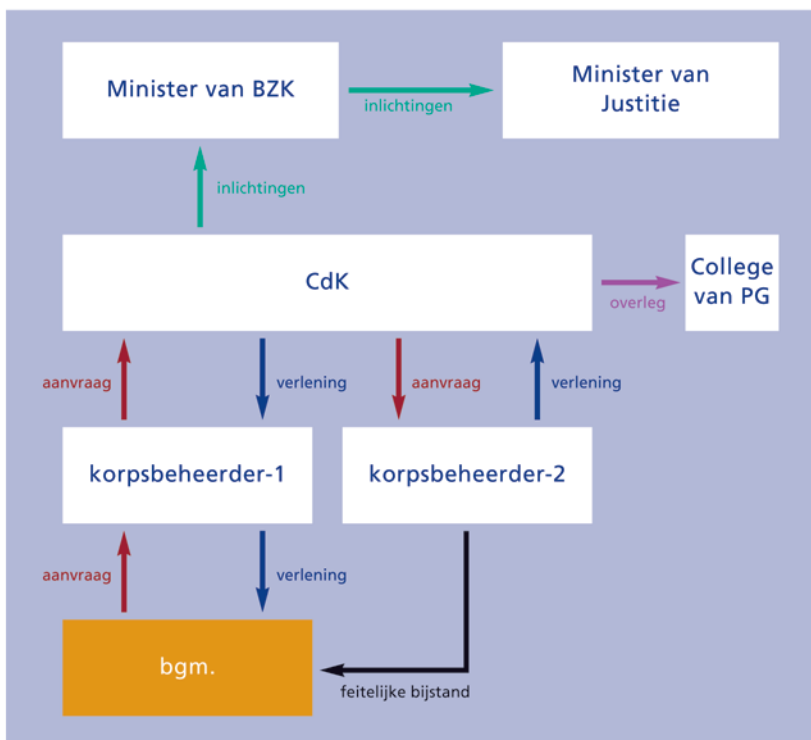 Minister van BZK
inlichtingen
Minister van
Justitie
inlichtingen
CdK
overleg
College
van PG
aanvraag
verlening
aanvraag
verlening
korpsbeheerder-1
korpsbeheerder-2
aanvraag
verlening
bgm.
feitelijke bijstand